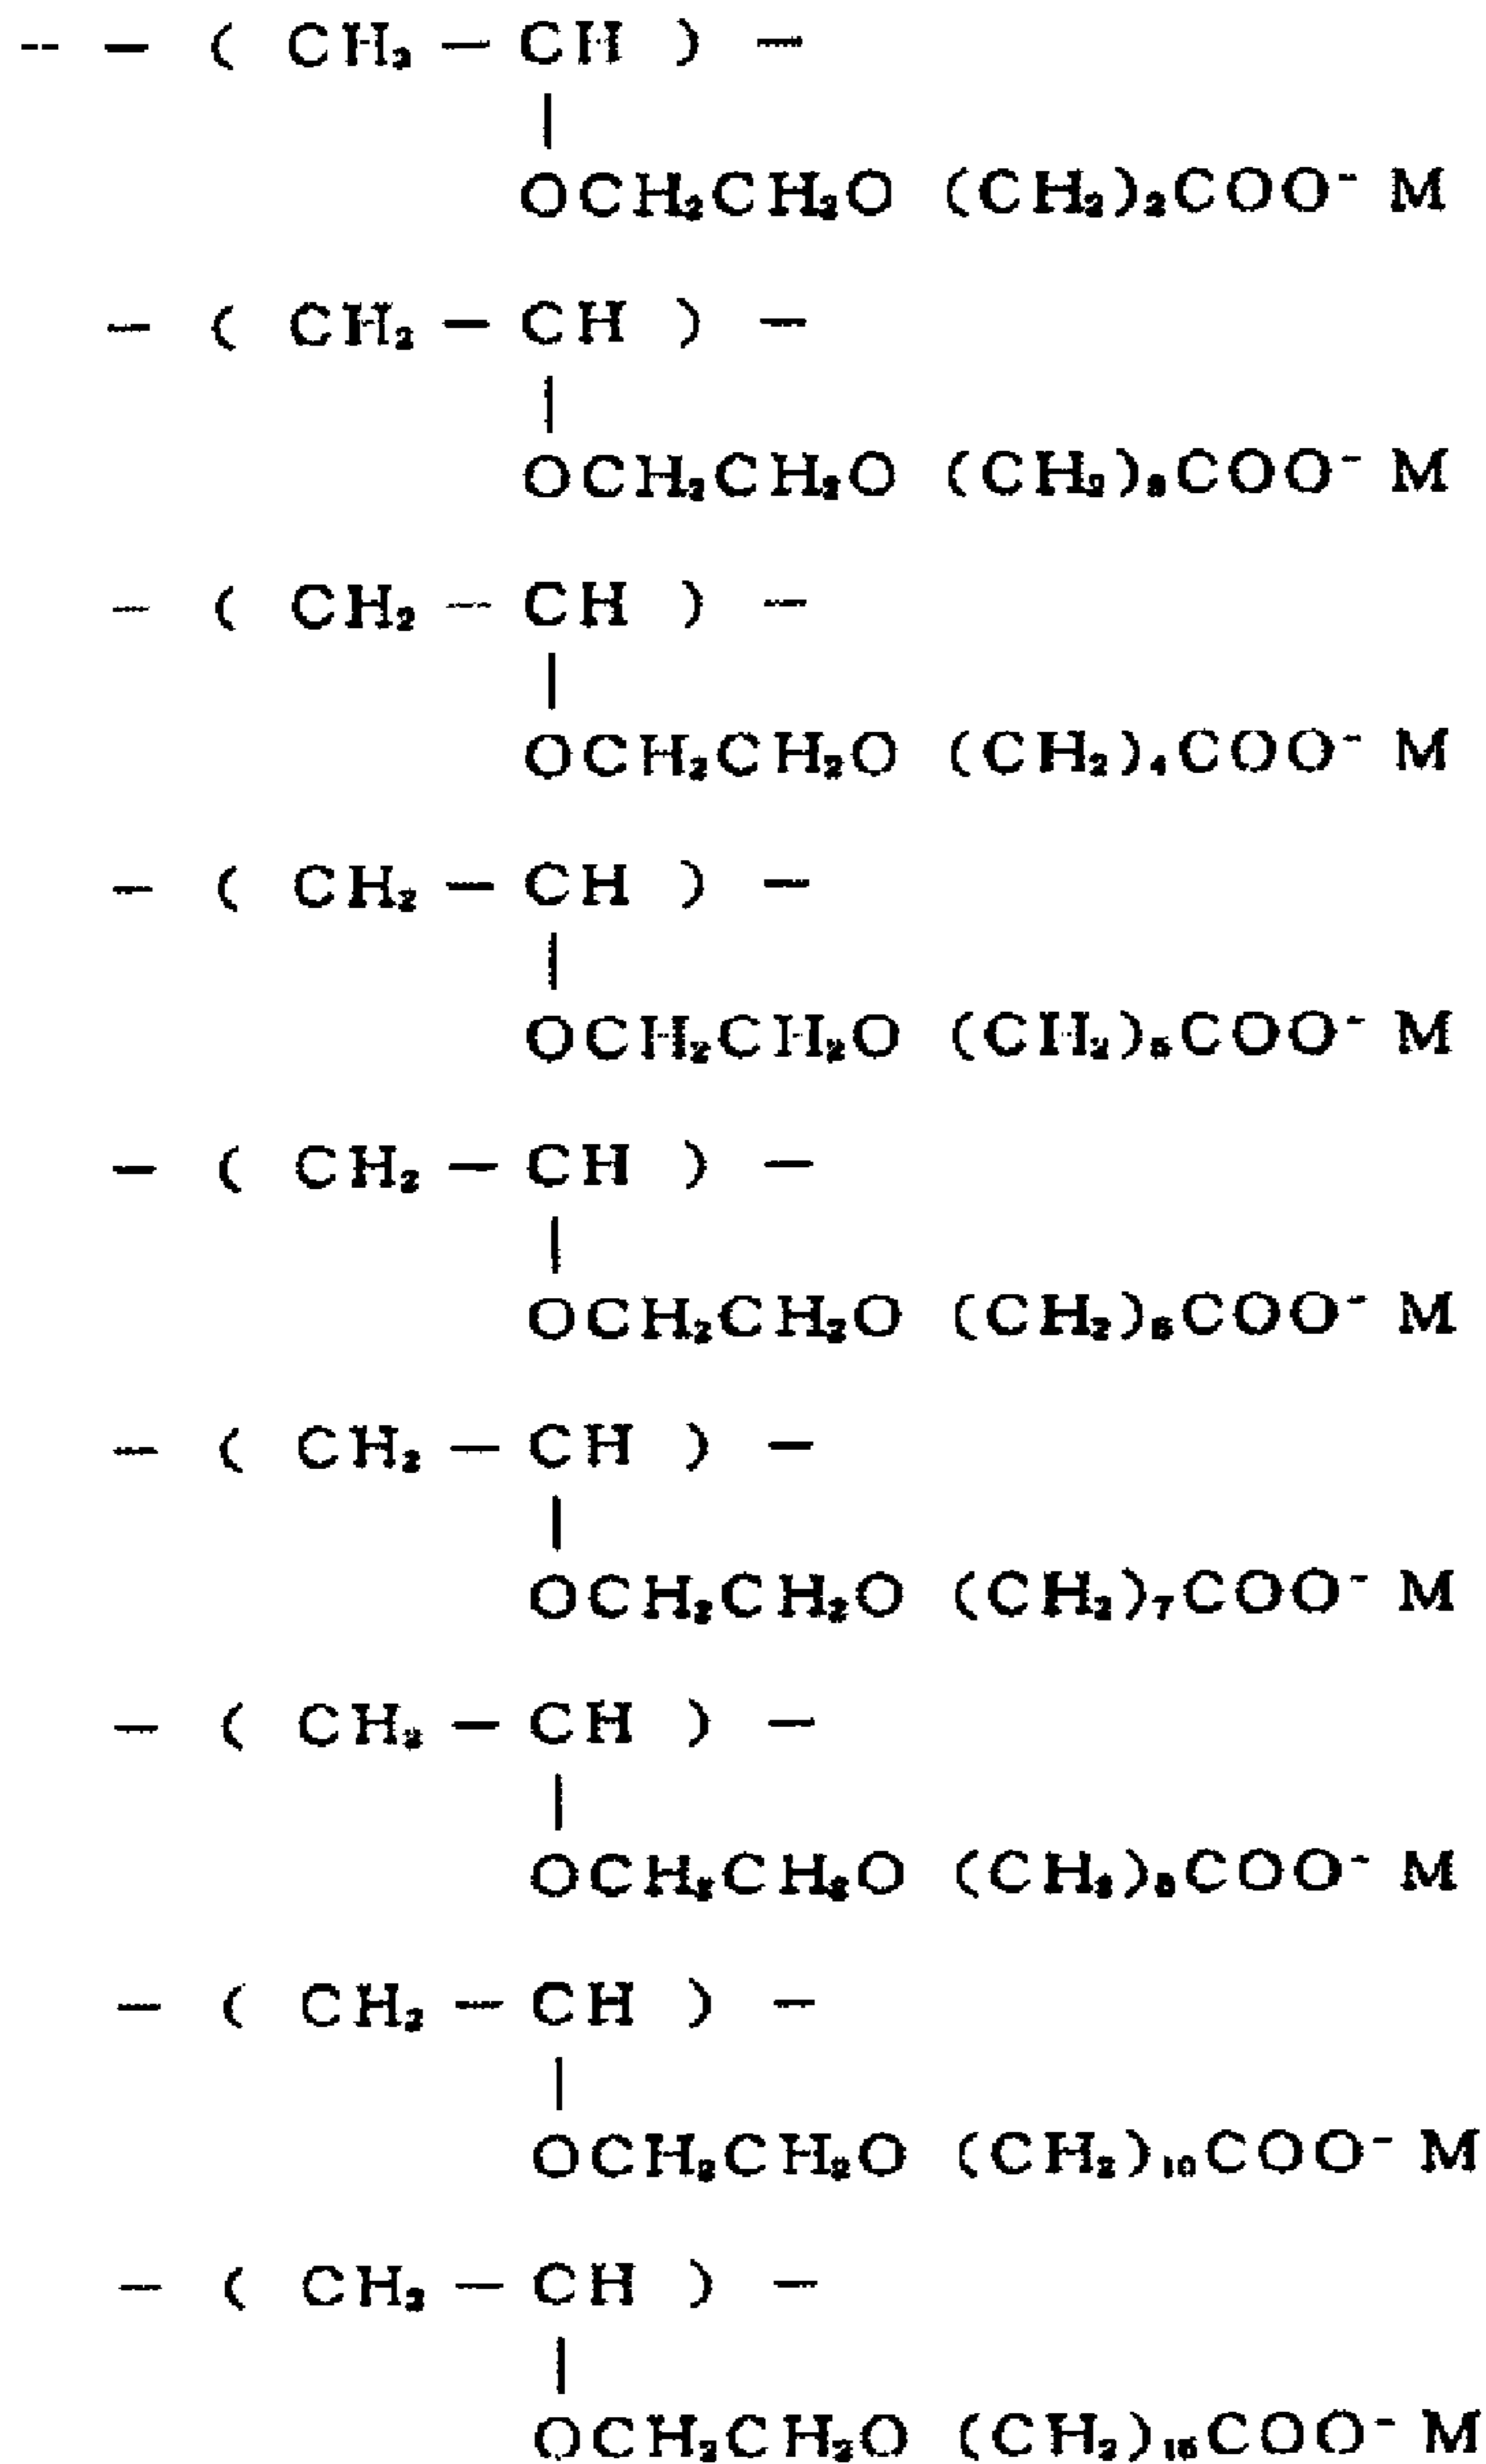 -- — ( CH₂ — CH ) —
|
OCH₂CH₂O (CH₂)₂COO⁻ M
— ( CH₂ — CH ) —
|
OCH₂CH₂O (CH₂)₃COO⁻ M
— ( CH₂ — CH ) —
|
OCH₂CH₂O (CH₂)₄COO⁻ M
— ( CH₂ — CH ) —
|
OCH₂CH₂O (CH₂)₅COO⁻ M
— ( CH₂ — CH ) —
|
OCH₂CH₂O (CH₂)₆COO⁻ M
— ( CH₂ — CH ) —
|
OCH₂CH₂O (CH₂)₇COO⁻ M
— ( CH₂ — CH ) —
|
OCH₂CH₂O (CH₂) COO⁻ M
— ( CH₂ — CH ) —
|
OCH₂CH₂O (CH₂)₁₀COO⁻ M
— ( CH₂ — CH ) —
|
OCH₂CH₂O (CH₂)₁₅COO⁻ M